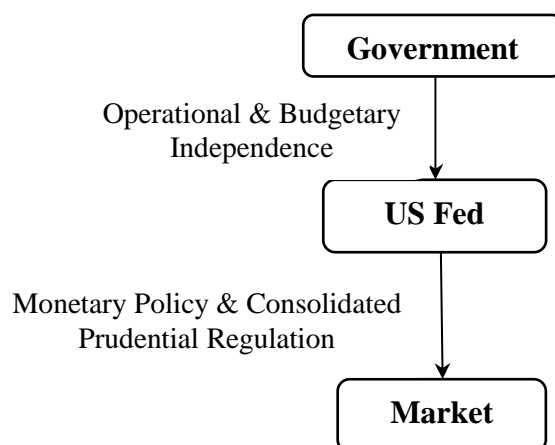 Government
Operational & Budgetary
Independence
US Fed
Monetary Policy & Consolidated
Prudential Regulation
Market